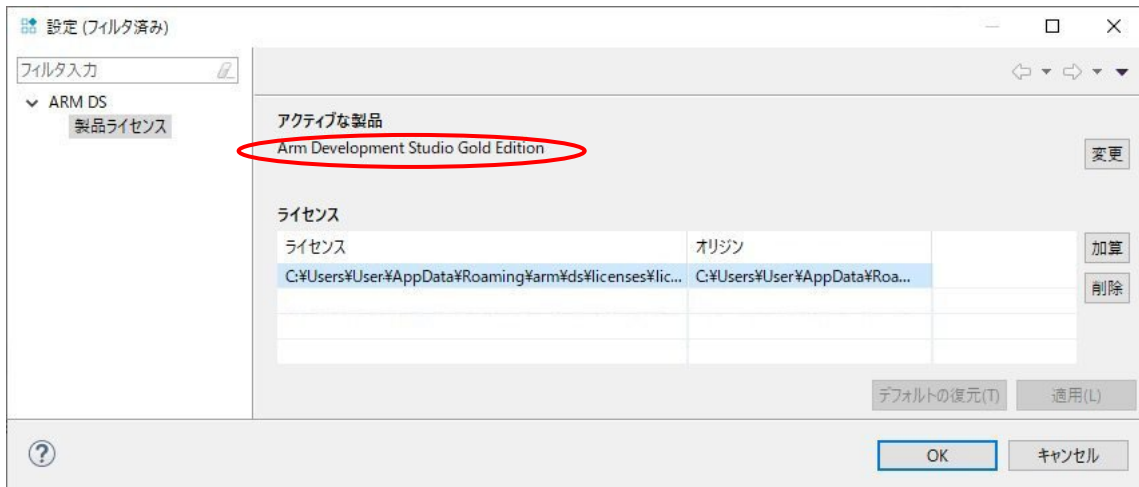 設定 (フィルタ済み)
フィルタ入力
ARM DS
製品ライセンス
アクティブな製品
Arm Development Studio Gold Edition
変更
ライセンス
ライセンス オリジン
加算
C:¥Users¥User¥AppData¥Roaming¥arm¥ds¥licenses¥lic... C:¥Users¥User¥AppData¥Roa...
削除
デフォルトの復元(T) 適用(L)
OK キャンセル